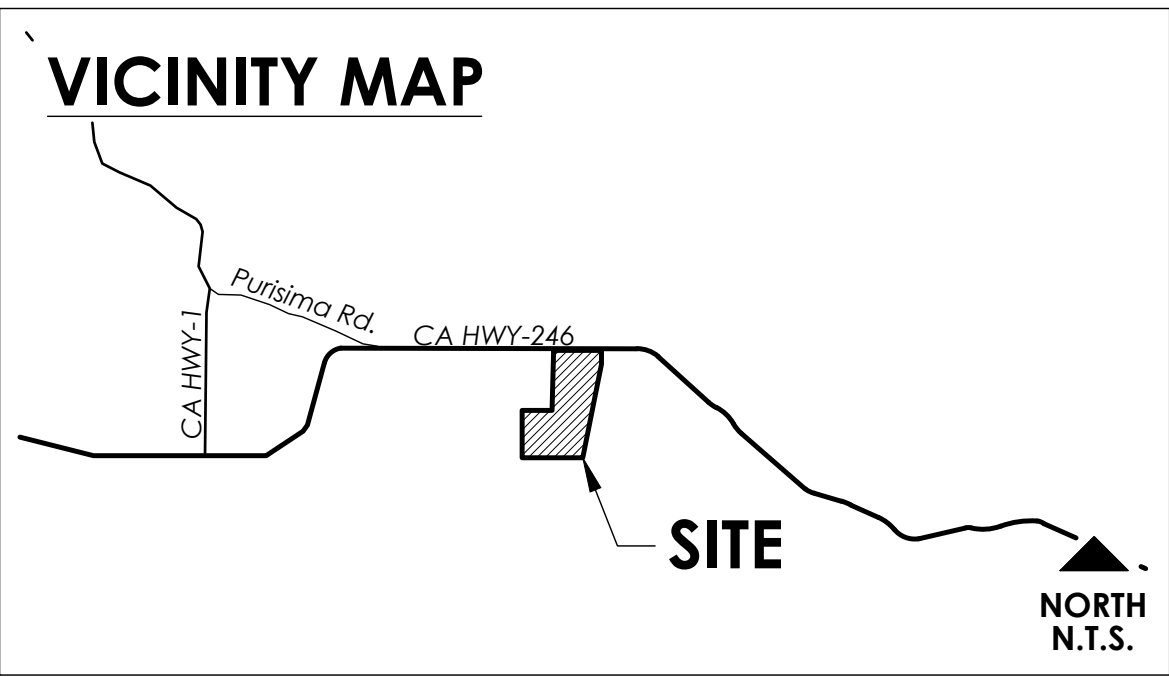 VICINITY MAP
Purisima Rd.
CA HWY-246
CA HWY-1
SITE
NORTH
N.T.S.